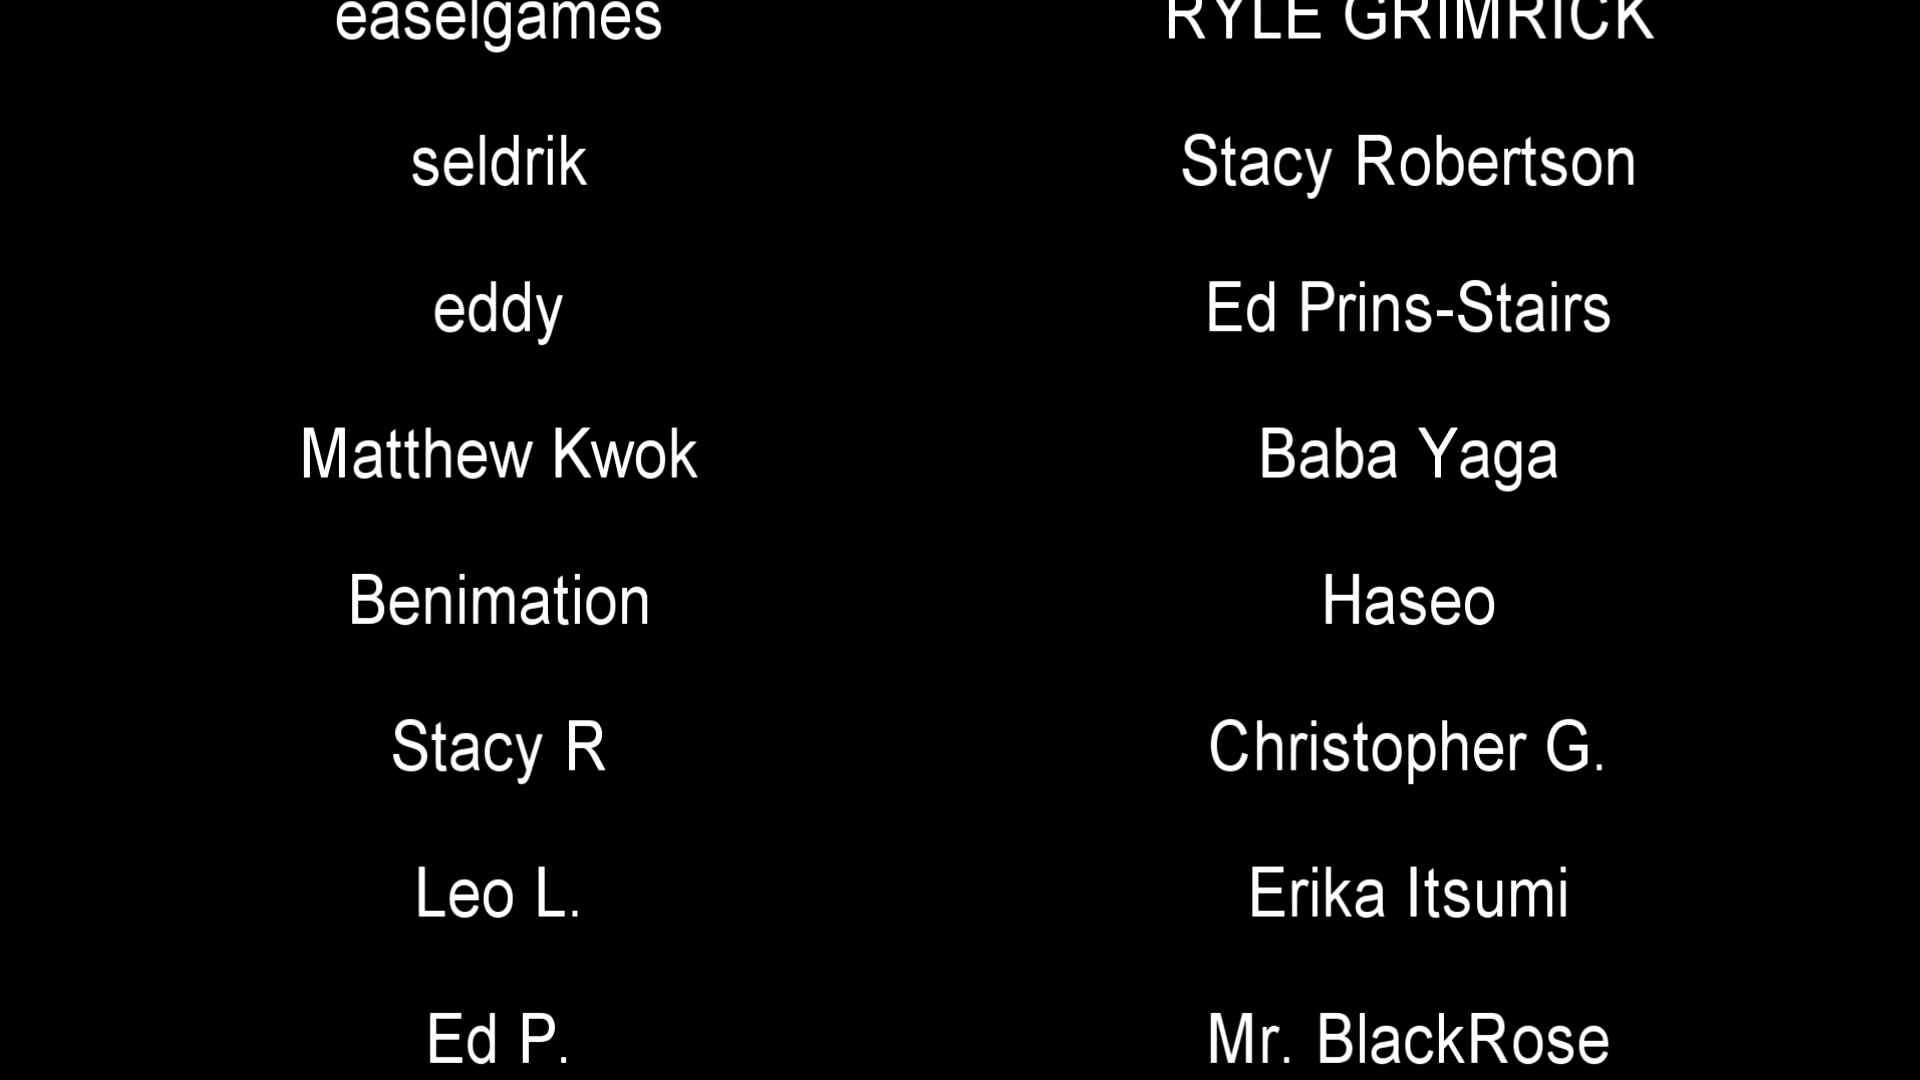 easelgames
RYLE GRIMRICK
seldrik
Stacy Robertson
eddy
Ed Prins-Stairs
Matthew Kwok
Baba Yaga
Benimation
Haseo
Stacy R
Christopher G.
Leo L.
Erika Itsumi
Ed P.
Mr. BlackRose